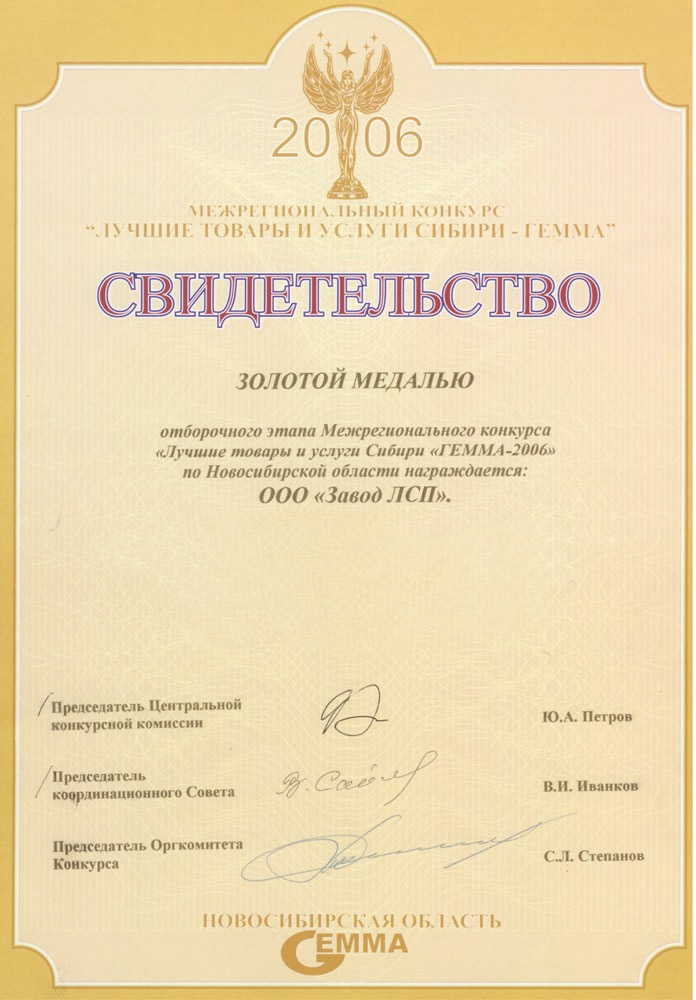 2006
МЕЖРЕГИОНАЛЬНЫЙ КОНКУРС
“ЛУЧШИЕ ТОВАРЫ И УСЛУГИ СИБИРИ - ГЕММА”
СВИДЕТЕЛЬСТВО
ЗОЛОТОЙ МЕДАЛЬЮ
отборочного этапа Межрегионального конкурса
«Лучшие товары и услуги Сибири «ГЕММА-2006»
по Новосибирской области награждается:
ООО «Завод ЛСП».
Председатель Центральной
конкурсной комиссии
Ю.А. Петров
Председатель
координационного Совета
В.И. Иванков
Председатель Оргкомитета
Конкурса
С.Л. Степанов
НОВОСИБИРСКАЯ ОБЛАСТЬ
GЕММА